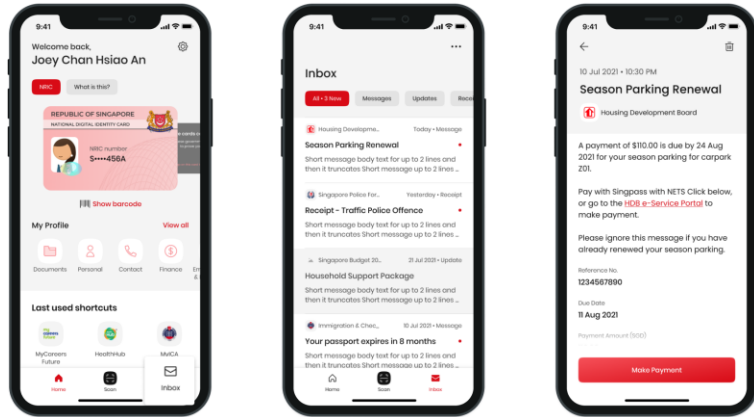 9:41
Welcome back,
Joey Chan Hsiao An
NRIC
What is this?
REPUBLIC OF SINGAPORE
NATIONAL DIGITAL IDENTITY CARD
NRIC number
S••••456A
Show barcode
My Profile
View all
Documents
Personal
Contact
Finance
Last used shortcuts
MyCareers
Future
HealthHub
MyICA
Home
Scan
Inbox
9:41
Inbox
All • 2 New
Messages
Updates
Recei
Housing Developme...
Today • Message
Season Parking Renewal
Short message body text for up to 2 lines and
then it truncates Short message up to 2 lines ...
Singapore Police For...
Yesterday • Receipt
Receipt - Traffic Police Offence
Short message body text for up to 2 lines and
then it truncates Short message up to 2 lines ...
Singapore Budget 20...
21 Jul 2021 • Update
Household Support Package
Short message body text for up to 2 lines and
then it truncates Short message up to 2 lines ...
Immigration & Chec...
10 Jul 2021 • Message
Your passport expires in 8 months
Short message body text for up to 2 lines and
then it truncates Short message up to 2 lines ...
Home
Scan
Inbox
9:41
10 Jul 2021 • 10:30 PM
Season Parking Renewal
Housing Development Board
A payment of $110.00 is due by 24 Aug
2021 for your season parking for carpark
Z01.
Pay with Singpass with NETS Click below,
or go to the HDB e-Service Portal to
make payment.
Please ignore this message if you have
already renewed your season parking.
Reference No.
1234567890
Due Date
11 Aug 2021
Payment Amount (SGD)
Make Payment